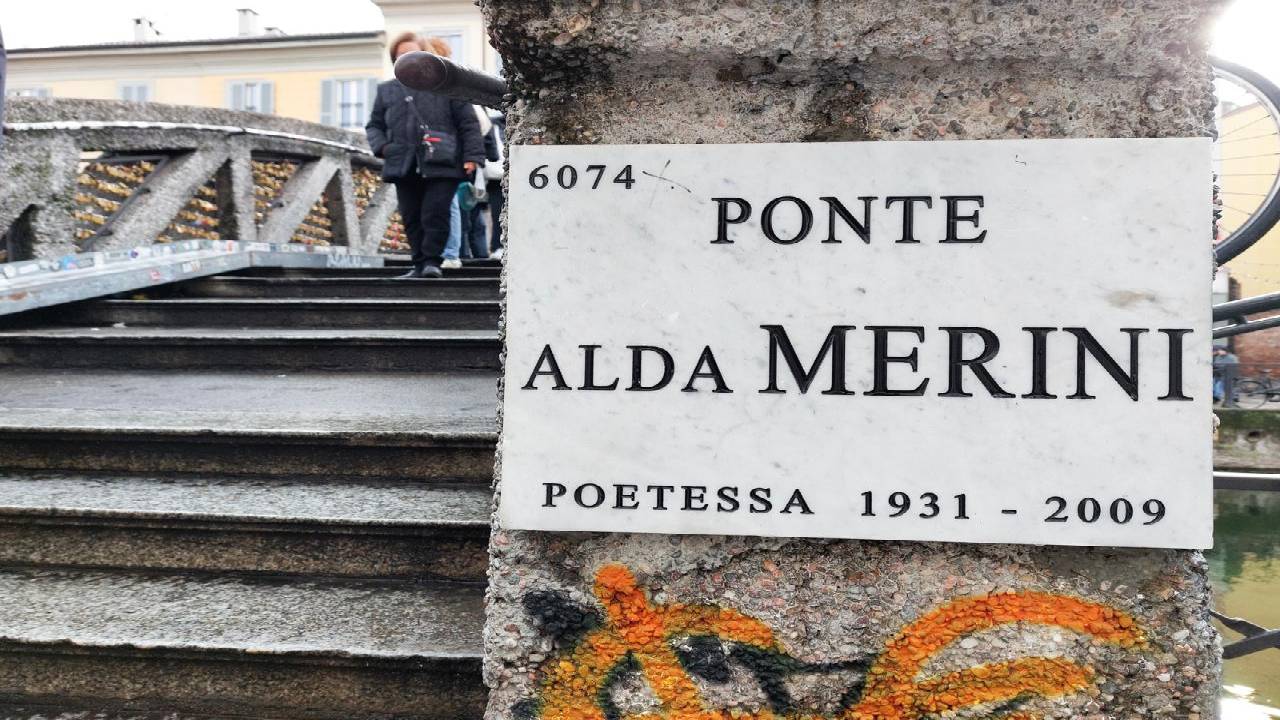 6074
PONTE
ALDA MERINI
POETESSA 1931 - 2009